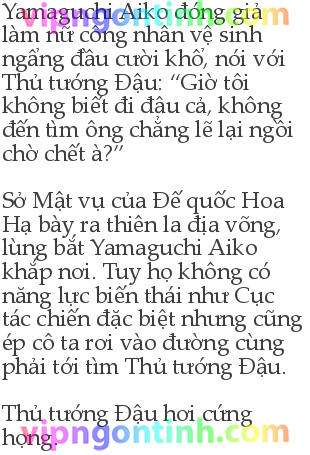 Yamaguchi Aiko đóng giả
làm nữ công nhân vệ sinh
ngẩng đầu cười khổ, nói với
Thủ tướng Đậu: “Giờ tôi
không biết đi đâu cả, không
đến tìm ông chẳng lẽ lại ngồi
chờ chết à?”

Sở Mật vụ của Đế quốc Hoa
Hạ bày ra thiên la địa võng,
lùng bắt Yamaguchi Aiko
khắp nơi. Tuy họ không có
năng lực biến thái như Cục
tác chiến đặc biệt nhưng cũng
ép cô ta rơi vào đường cùng
phải tới tìm Thủ tướng Đậu.

Thủ tướng Đậu hơi cứng
họng.
vipngontinh.com
vipngontinh.com